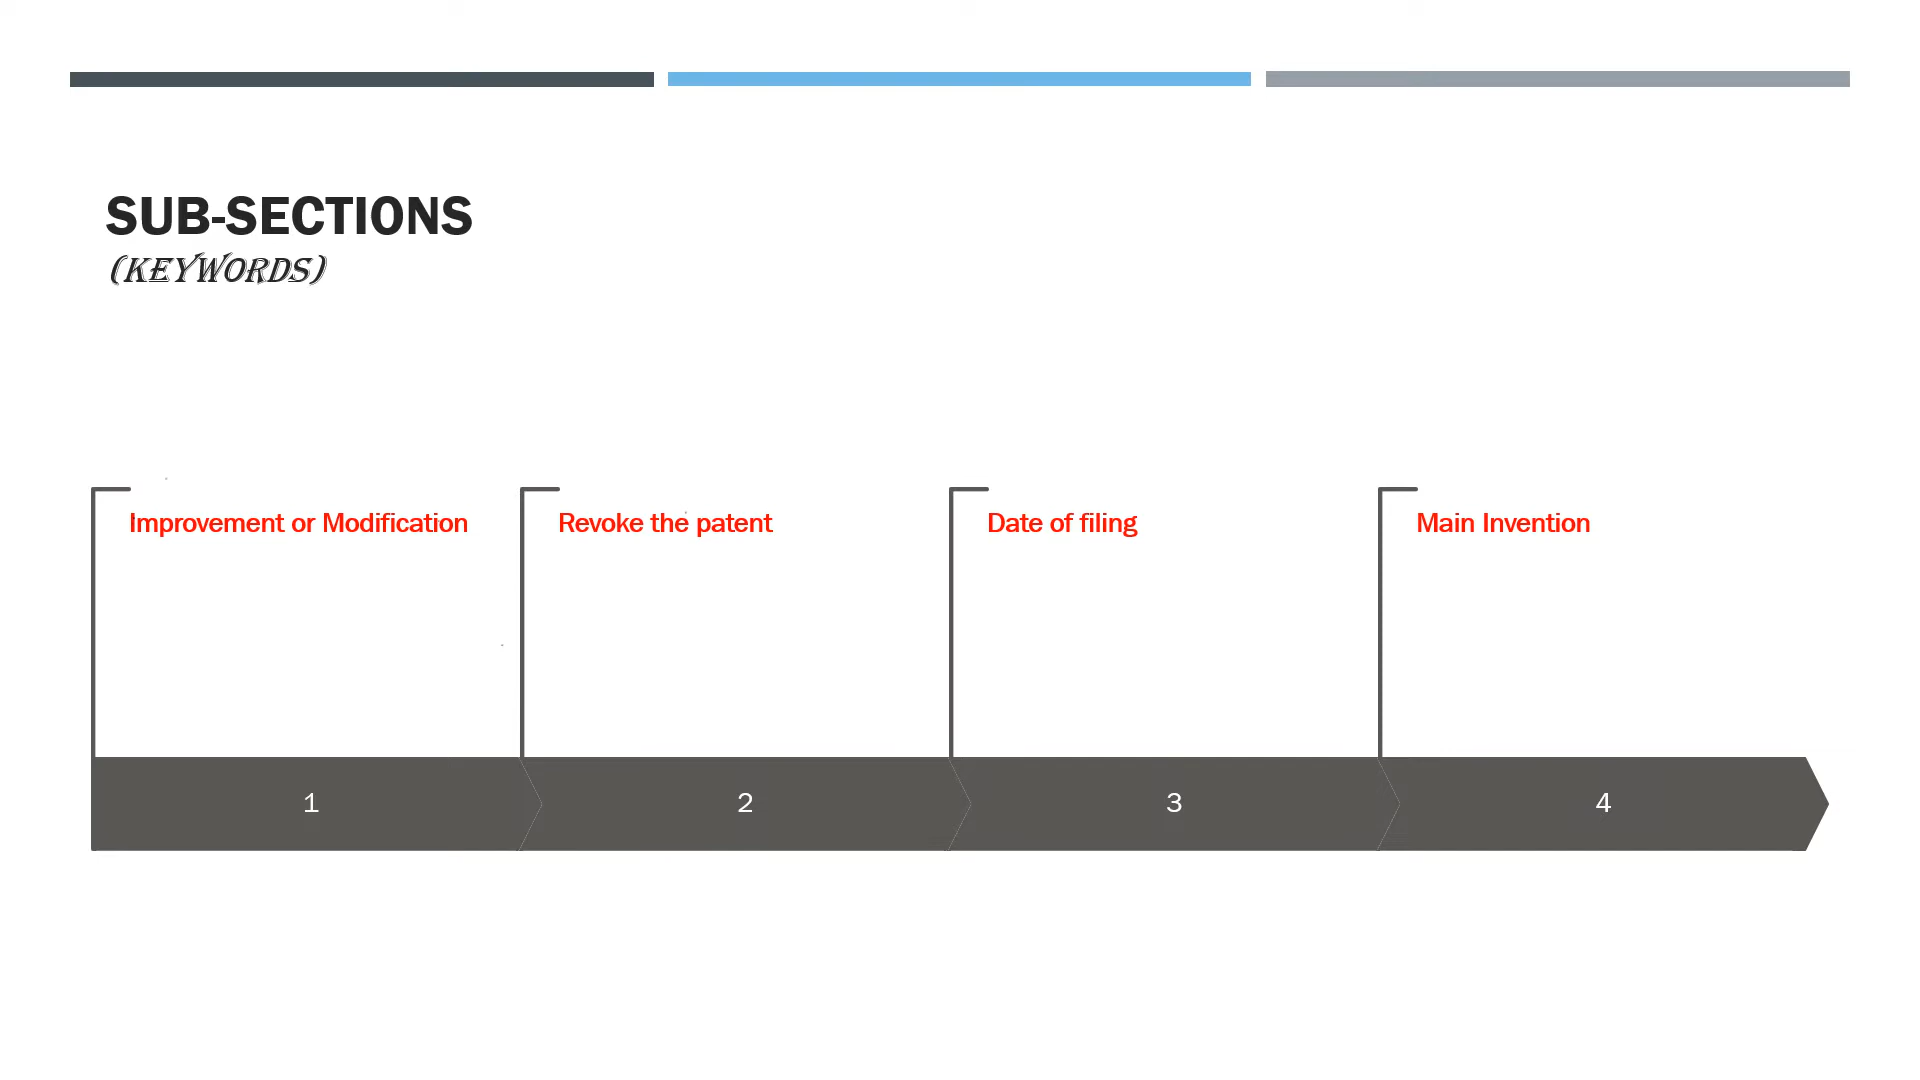 SUB-SECTIONS
(KEYWORDS)
Improvement or Modification
Revoke the patent
Date of filing
Main Invention
1
2
3
4